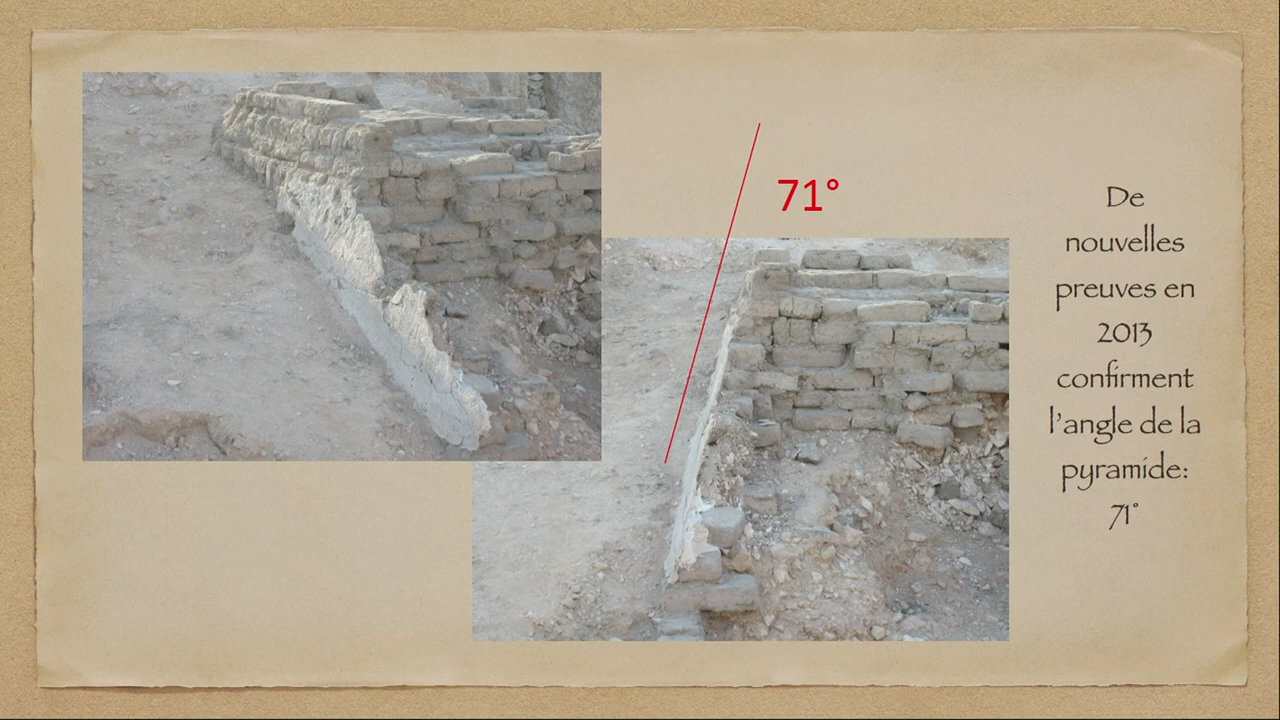 71°
De
nouvelles
preuves en
2013
confirment
l'angle de la
pyramide:
71°